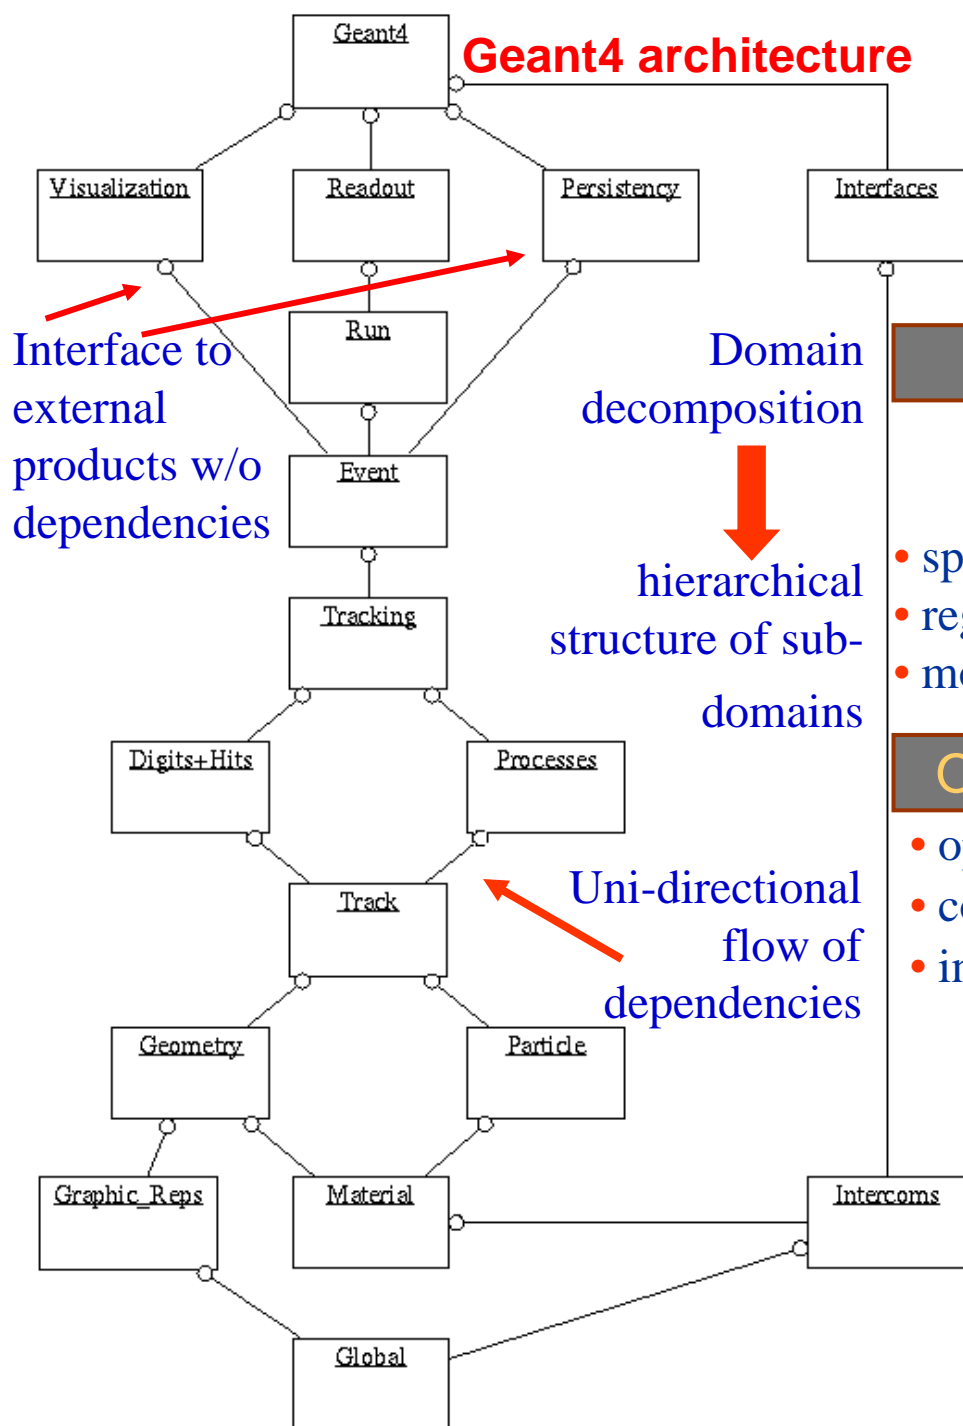 Geant4
Geant4 architecture
Visualization
Readout
Persistency
Interfaces
Run
Interface to
external
products w/o
dependencies
Domain
decomposition
Event
hierarchical
structure of sub-
domains
Tracking
Digits+Hits
Processes
Uni-directional
flow of
dependencies
Track
Geometry
Particle
Graphic_Reps
Material
Intercoms
Global